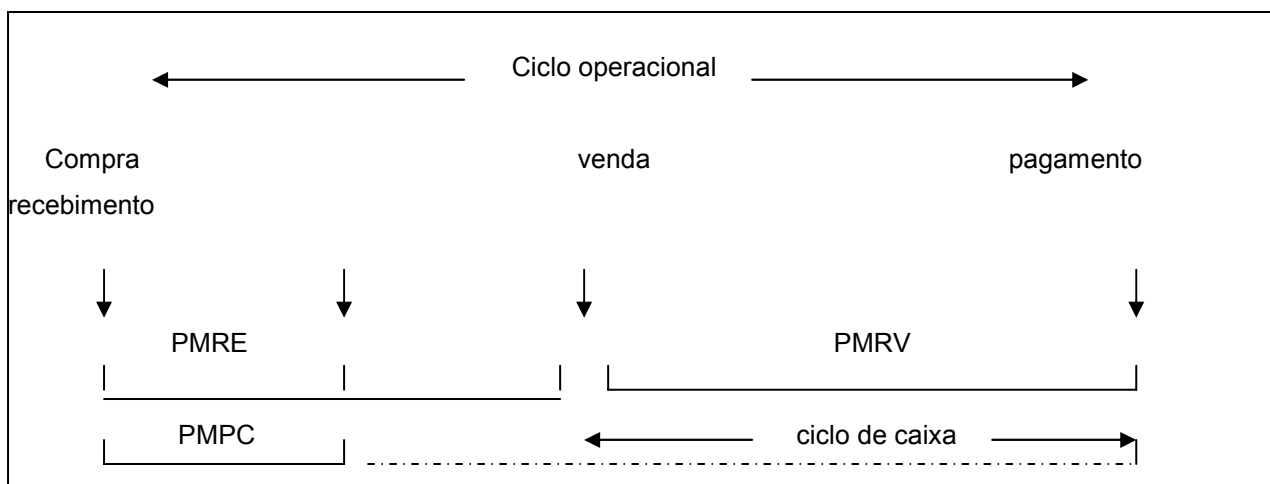 Ciclo operacional
Compra venda pagamento
recebimento
PMRE PMRV
PMPC ciclo de caixa